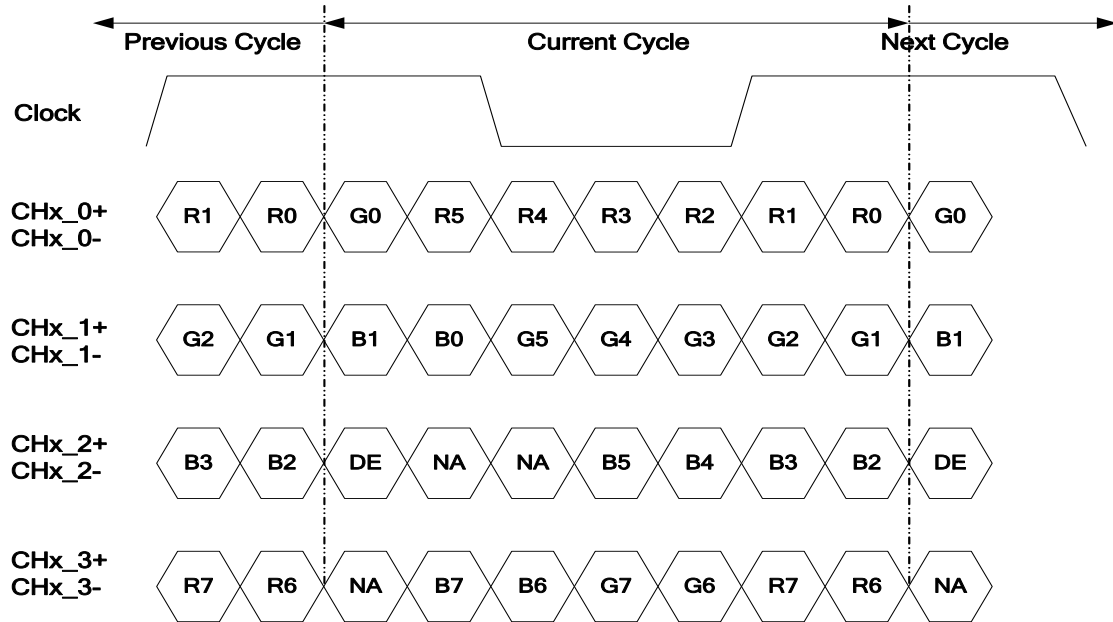 Previous Cycle Current Cycle Next Cycle
Clock
CHx_0+
CHx_0-
R1 R0 G0 R5 R4 R3 R2 R1 R0 G0
CHx_1+
CHx_1-
G2 G1 B1 B0 G5 G4 G3 G2 G1 B1
CHx_2+
CHx_2-
B3 B2 DE NA NA B5 B4 B3 B2 DE
CHx_3+
CHx_3-
R7 R6 NA B7 B6 G7 G6 R7 R6 NA